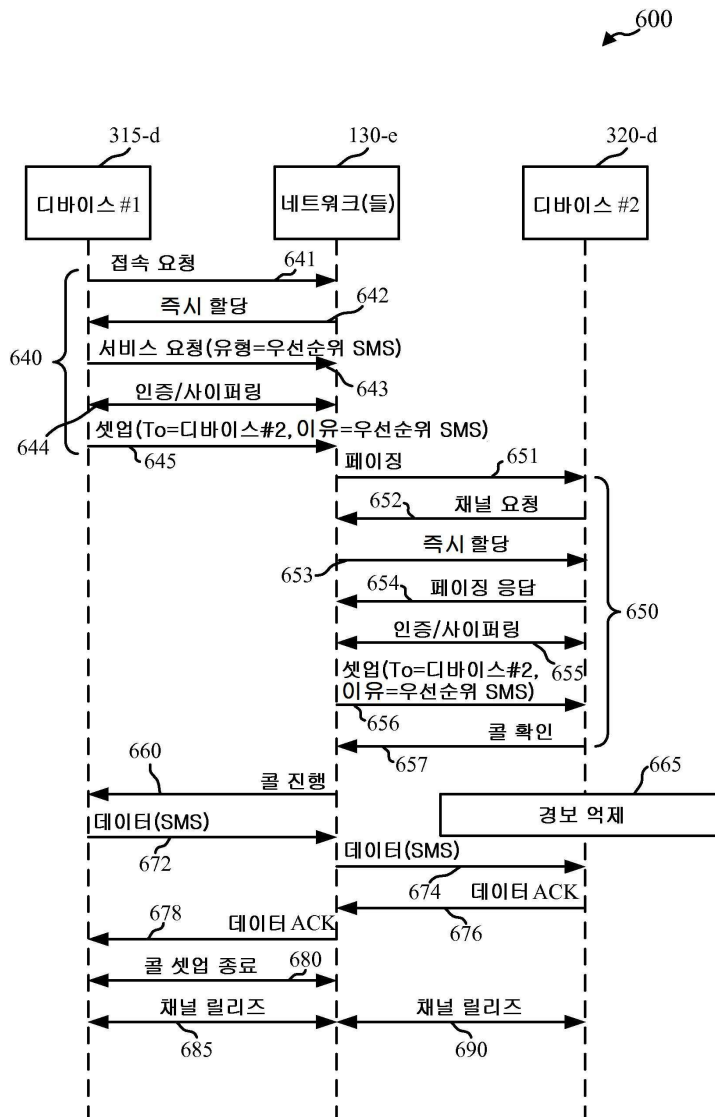 600
315-d
130-e
320-d
디바이스 #1
네트워크(들)
디바이스 #2
접속 요청
641
즉시 할당
642
640
서비스 요청(유형=우선순위 SMS)
643
인증/사이퍼링
644
셋업(To=디바이스#2, 이유=우선순위 SMS)
645
페이징
651
652
채널 요청
즉시 할당
653
654
페이징 응답
650
인증/사이퍼링
655
셋업(To=디바이스#2,
이유=우선순위 SMS)
656
콜 확인
657
660
콜 진행
665
경보 억제
데이터(SMS)
672
데이터(SMS)
674
데이터 ACK
676
678
데이터 ACK
콜 셋업 종료
680
채널 릴리즈
685
채널 릴리즈
690